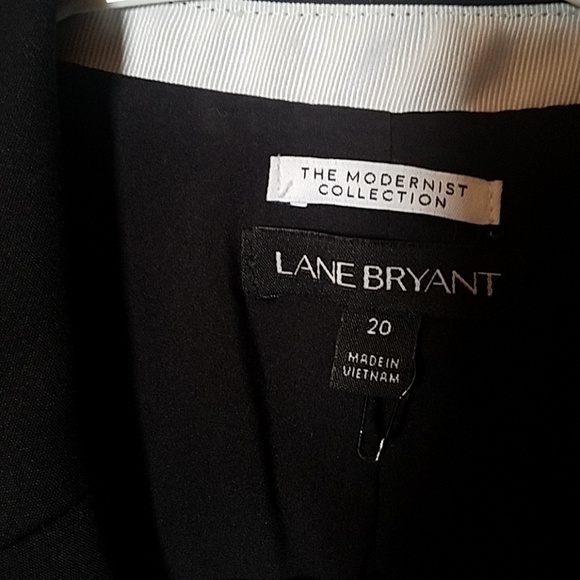 THE MODERNIST
COLLECTION
LANE BRYANT
20
MADE IN
VIETNAM